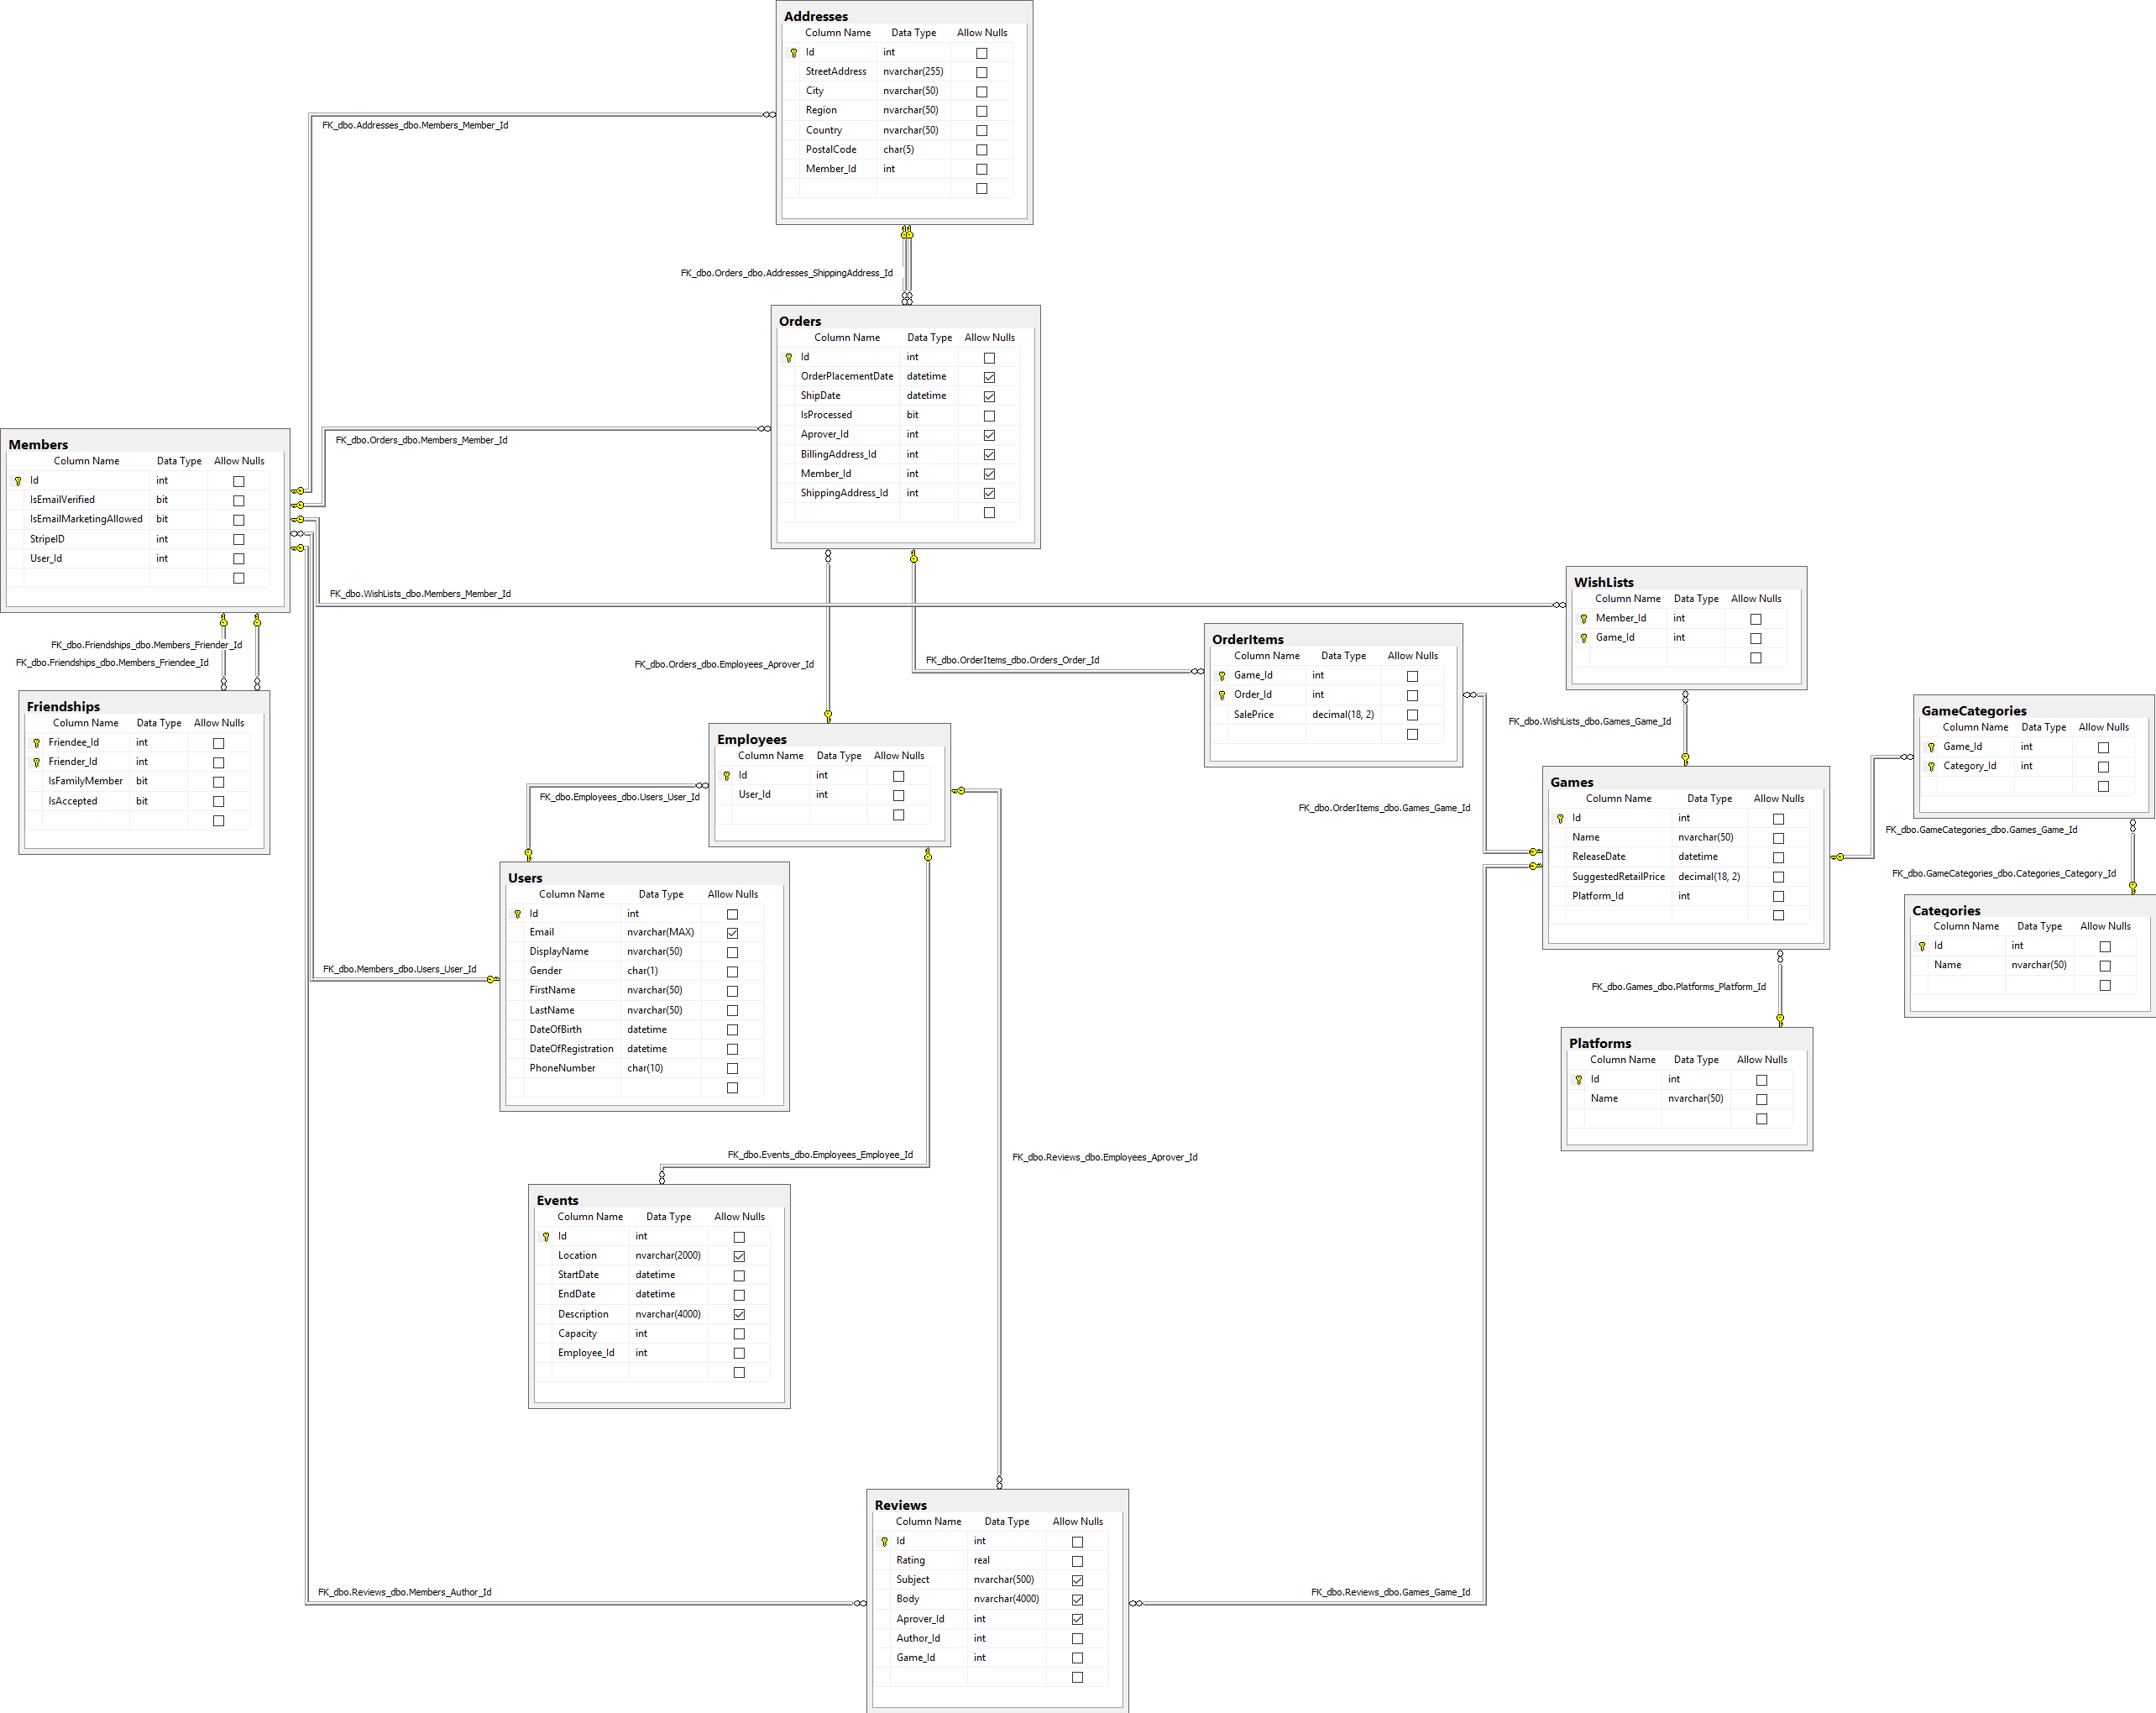 Addresses
Column Name Data Type Allow Nulls
Id int
StreetAddress nvarchar(255)
City nvarchar(50)
Region nvarchar(50)
Country nvarchar(50)
PostalCode char(5)
Member_Id int
FK_dbo.Addresses_dbo.Members_Member_Id
FK_dbo.Orders_dbo.Addresses_ShippingAddress_Id
Orders
Column Name Data Type Allow Nulls
Id int
OrderPlacementDate datetime
ShipDate datetime
IsProcessed bit
Aprover_Id int
BillingAddress_Id int
Member_Id int
ShippingAddress_Id int
FK_dbo.Orders_dbo.Members_Member_Id
Members
Column Name Data Type Allow Nulls
Id int
IsEmailVerified bit
IsEmailMarketingAllowed bit
StripeID int
User_Id int
FK_dbo.WishLists_dbo.Members_Member_Id
WishLists
Column Name Data Type Allow Nulls
Member_Id int
Game_Id int
FK_dbo.Friendships_dbo.Members_Friender_Id
FK_dbo.Friendships_dbo.Members_Friendee_Id
FK_dbo.Orders_dbo.Employees_Aprover_Id
FK_dbo.OrderItems_dbo.Orders_Order_Id
OrderItems
Column Name Data Type Allow Nulls
Game_Id int
Order_Id int
SalePrice decimal(18, 2)
Friendships
Column Name Data Type Allow Nulls
Friendee_Id int
Friender_Id int
IsFamilyMember bit
IsAccepted bit
Employees
Column Name Data Type Allow Nulls
Id int
User_Id int
FK_dbo.WishLists_dbo.Games_Game_Id
GameCategories
Column Name Data Type Allow Nulls
Game_Id int
Category_Id int
FK_dbo.Employees_dbo.Users_User_Id
FK_dbo.OrderItems_dbo.Games_Game_Id
Games
Column Name Data Type Allow Nulls
Id int
Name nvarchar(50)
ReleaseDate datetime
SuggestedRetailPrice decimal(18, 2)
Platform_Id int
FK_dbo.GameCategories_dbo.Games_Game_Id
FK_dbo.GameCategories_dbo.Categories_Category_Id
Categories
Column Name Data Type Allow Nulls
Id int
Name nvarchar(50)
Users
Column Name Data Type Allow Nulls
Id int
Email nvarchar(MAX)
DisplayName nvarchar(50)
Gender char(1)
FirstName nvarchar(50)
LastName nvarchar(50)
DateOfBirth datetime
DateOfRegistration datetime
PhoneNumber char(10)
FK_dbo.Members_dbo.Users_User_Id
FK_dbo.Games_dbo.Platforms_Platform_Id
Platforms
Column Name Data Type Allow Nulls
Id int
Name nvarchar(50)
FK_dbo.Events_dbo.Employees_Employee_Id
FK_dbo.Reviews_dbo.Employees_Aprover_Id
Events
Column Name Data Type Allow Nulls
Id int
Location nvarchar(2000)
StartDate datetime
EndDate datetime
Description nvarchar(4000)
Capacity int
Employee_Id int
Reviews
Column Name Data Type Allow Nulls
Id int
Rating real
Subject nvarchar(500)
Body nvarchar(4000)
Aprover_Id int
Author_Id int
Game_Id int
FK_dbo.Reviews_dbo.Members_Author_Id
FK_dbo.Reviews_dbo.Games_Game_Id